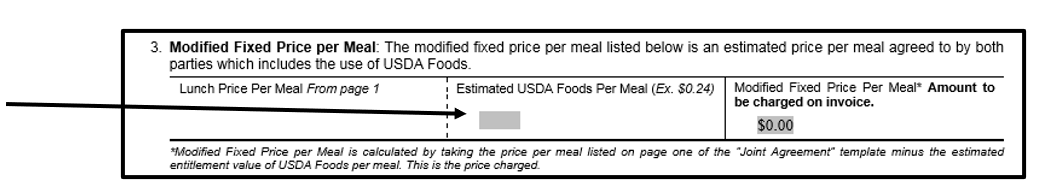 3. Modified Fixed Price per Meal: The modified fixed price per meal listed below is an estimated price per meal agreed to by both
parties which includes the use of USDA Foods.
Lunch Price Per Meal From page 1
Estimated USDA Foods Per Meal (Ex. $0.24)
Modified Fixed Price Per Meal* Amount to
be charged on invoice.
$0.00
*Modified Fixed Price per Meal is calculated by taking the price per meal listed on page one of the "Joint Agreement" template minus the estimated
entitlement value of USDA Foods per meal. This is the price charged.